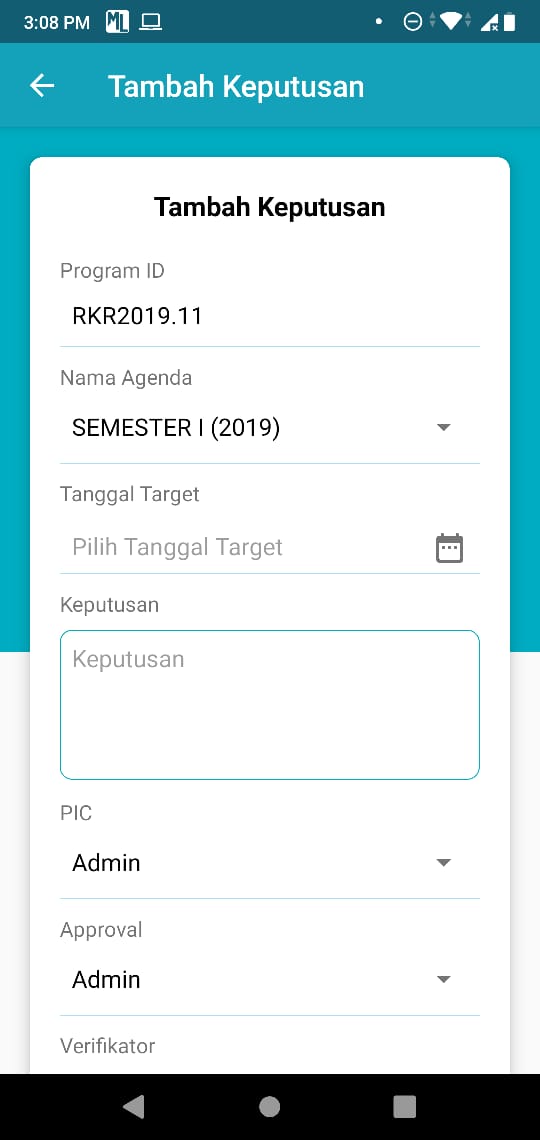 3:08 PM ML
Tambah Keputusan
Tambah Keputusan
Program ID
RKR2019.11
Nama Agenda
SEMESTER I (2019)
Tanggal Target
Pilih Tanggal Target
Keputusan
Keputusan
PIC
Admin
Approval
Admin
Verifikator